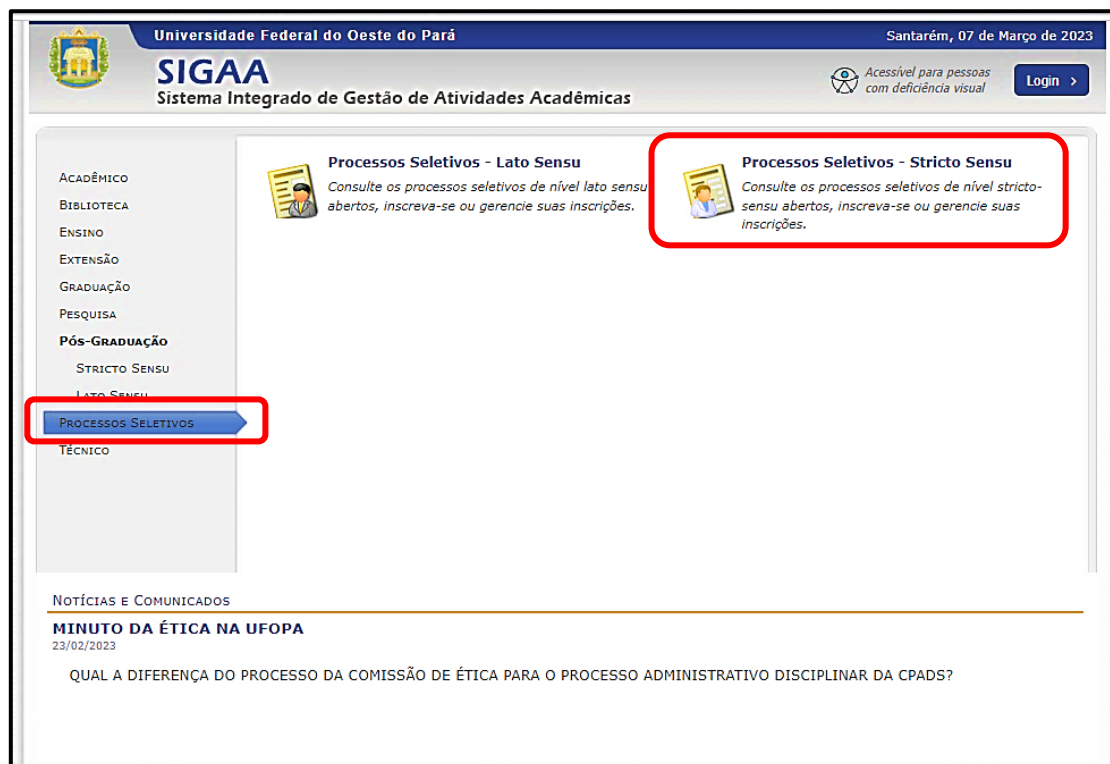 Universidade Federal do Oeste do Pará
Santarém, 07 de Março de 2023
SIGAA
Sistema Integrado de Gestão de Atividades Acadêmicas
Acessível para pessoas
com deficiência visual
Login >
Acadêmico
Biblioteca
Ensino
Extensão
Graduação
Pesquisa
Pós-Graduação
Stricto Sensu
Lato Sensu
Processos Seletivos
Técnico
Processos Seletivos - Lato Sensu
Consulte os processos seletivos de nível lato sensu
abertos, inscreva-se ou gerencie suas inscrições.
Processos Seletivos - Stricto Sensu
Consulte os processos seletivos de nível stricto-
sensu abertos, inscreva-se ou gerencie suas
inscrições.
Notícias e Comunicados
MINUTO DA ÉTICA NA UFOPA
23/02/2023
QUAL A DIFERENÇA DO PROCESSO DA COMISSÃO DE ÉTICA PARA O PROCESSO ADMINISTRATIVO DISCIPLINAR DA CPADS?